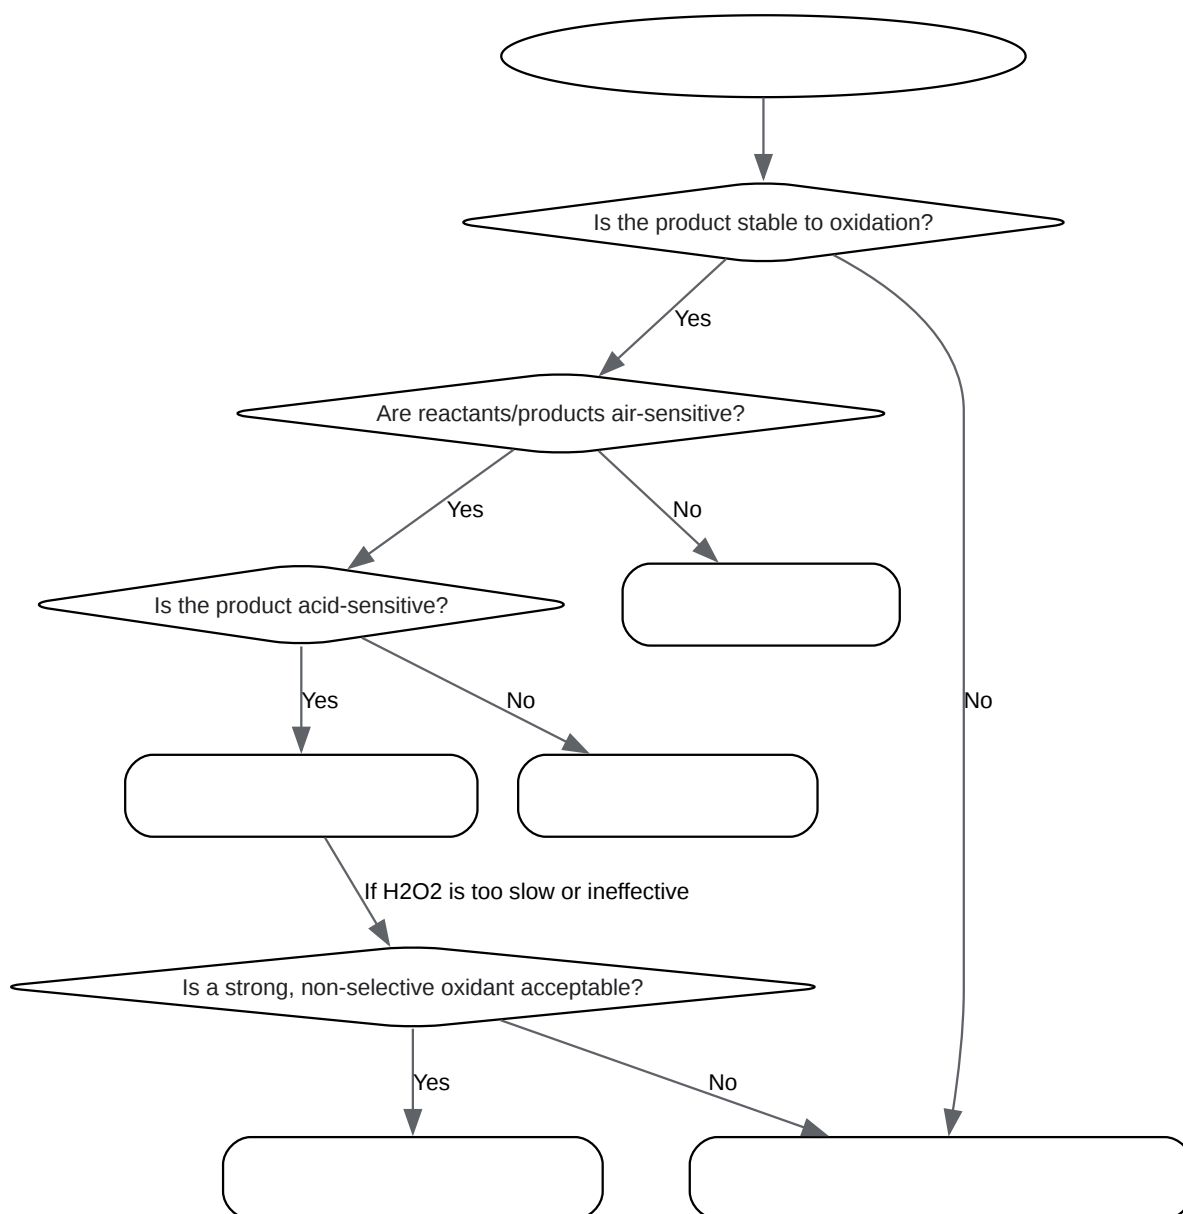 Is the product stable to oxidation?
Yes
Are reactants/products air-sensitive?
Yes
No
Is the product acid-sensitive?
Yes
No
No
If H2O2 is too slow or ineffective
Is a strong, non-selective oxidant acceptable?
Yes
No